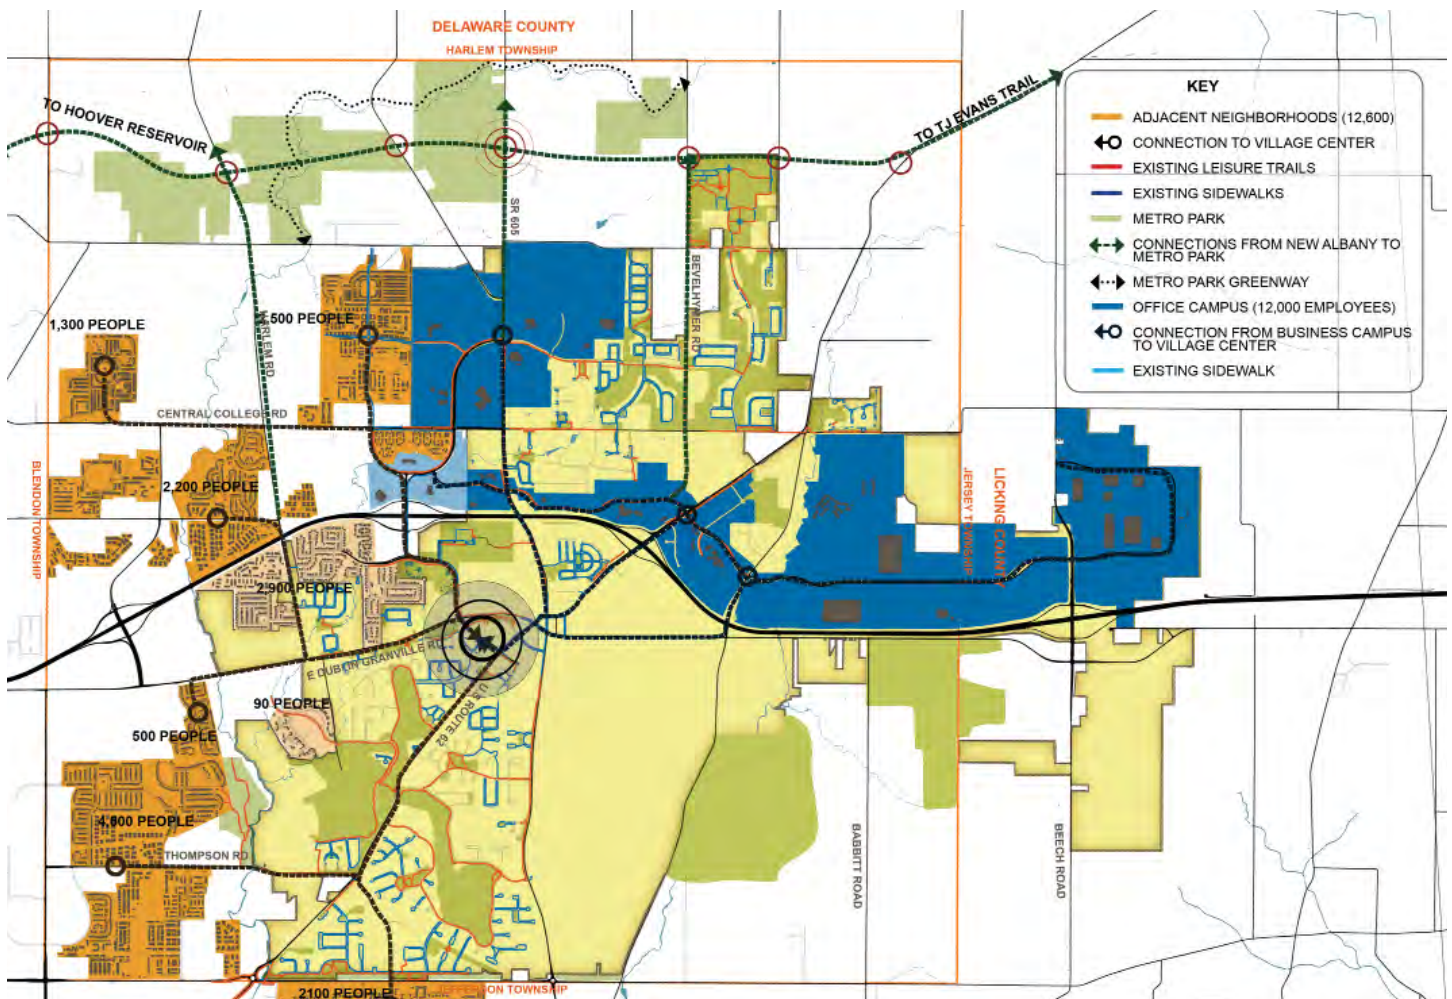 DELAWARE COUNTY
HARLEM TOWNSHIP
TO HOOVER RESERVOIR
TO TJ EVANS TRAIL
KEY
ADJACENT NEIGHBORHOODS (12,600)
CONNECTION TO VILLAGE CENTER
EXISTING LEISURE TRAILS
EXISTING SIDEWALKS
METRO PARK
CONNECTIONS FROM NEW ALBANY TO
METRO PARK
METRO PARK GREENWAY
OFFICE CAMPUS (12,000 EMPLOYEES)
CONNECTION FROM BUSINESS CAMPUS
TO VILLAGE CENTER
EXISTING SIDEWALK
SR 605
BEVELHYMER RD
HARLEM RD
1,300 PEOPLE
500 PEOPLE
CENTRAL COLLEGE RD
BLENDON TOWNSHIP
2,200 PEOPLE
LICKING COUNTY
JERSEY TOWNSHIP
2,900 PEOPLE
E DUBLIN GRANVILLE RD
U.S ROUTE 62
90 PEOPLE
500 PEOPLE
4,600 PEOPLE
THOMPSON RD
BABBITT ROAD
BEECH ROAD
2100 PEOPLE
JEFFERSON TOWNSHIP